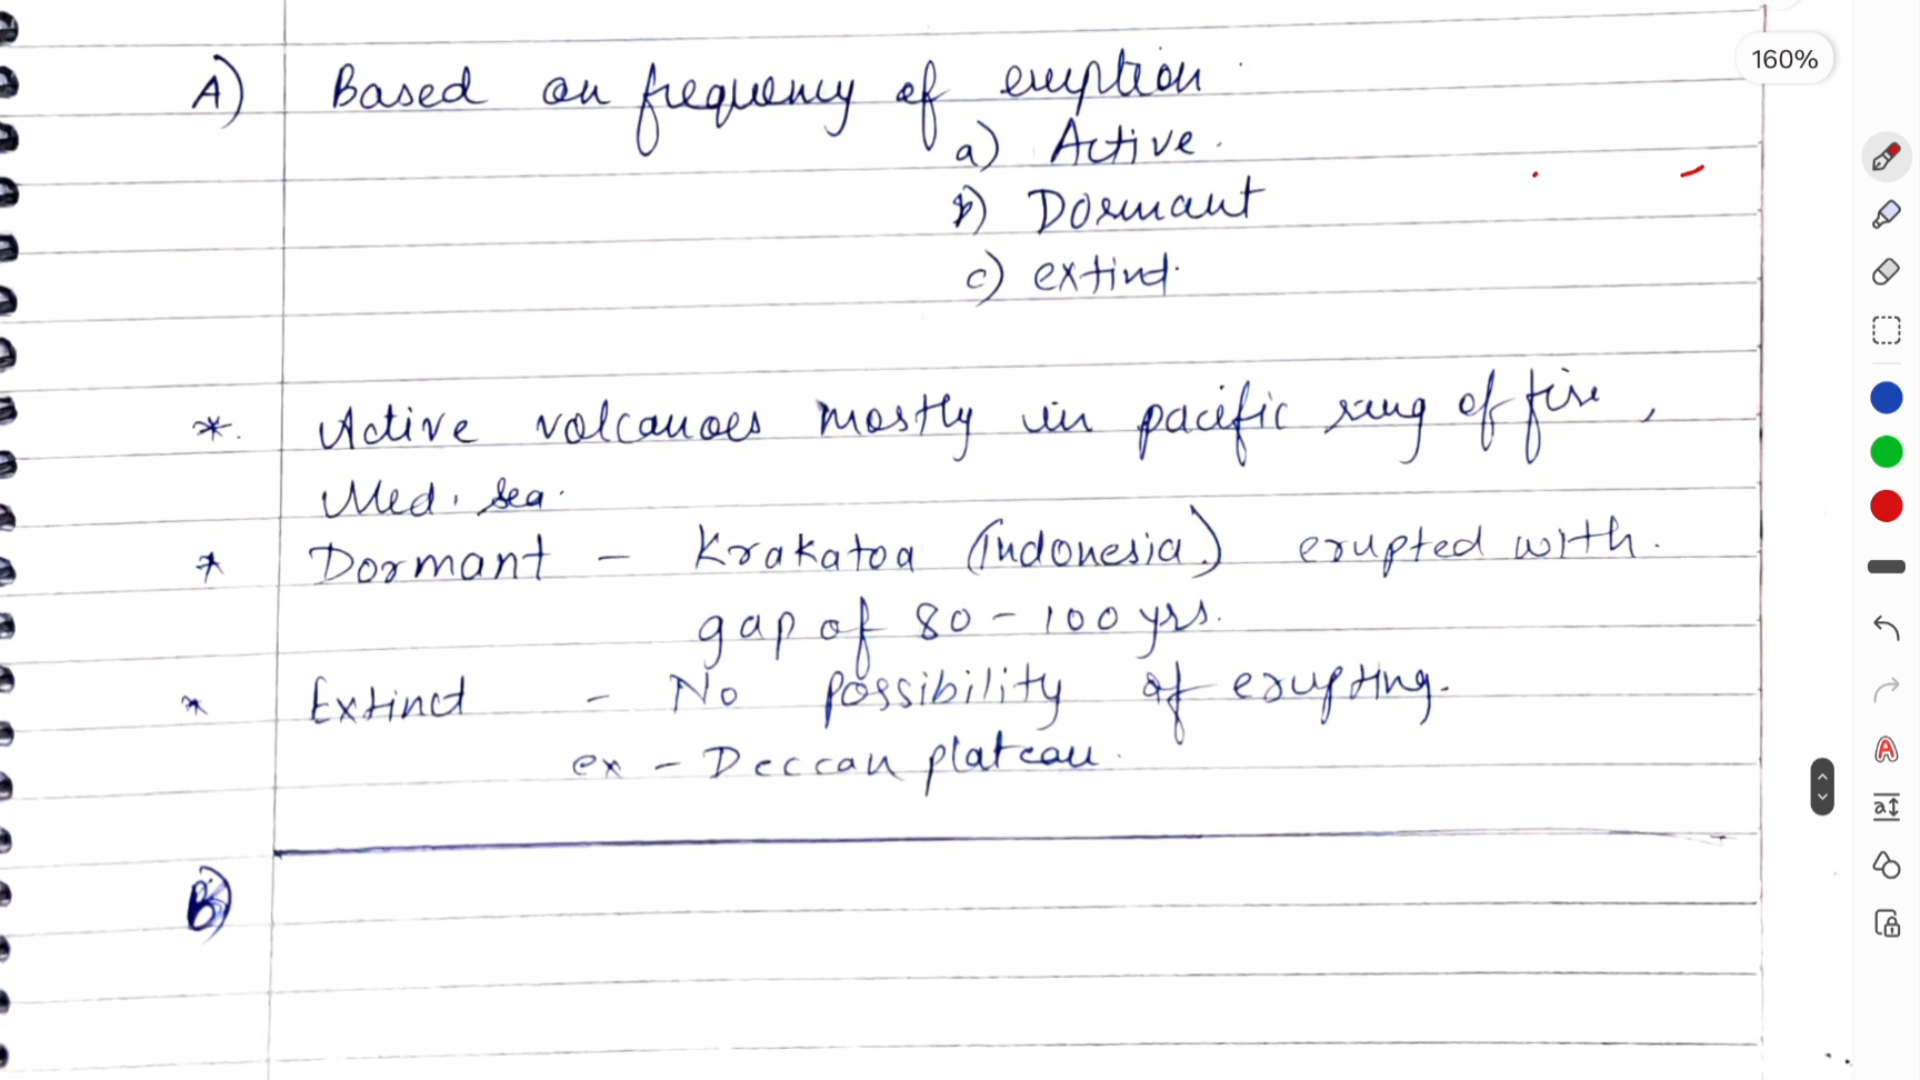 160%
A) Based on frequency of eruption
a) Active.
b) Dormant
c) extinct.
* Active volcanoes mostly in pacific ring of fire,
Med. Sea.
* Dormant – Krakatoa (Indonesia) erupted with
gap of 80 – 100 yrs.
* Extinct – No possibility of erupting.
ex – Deccan plateau.
B)